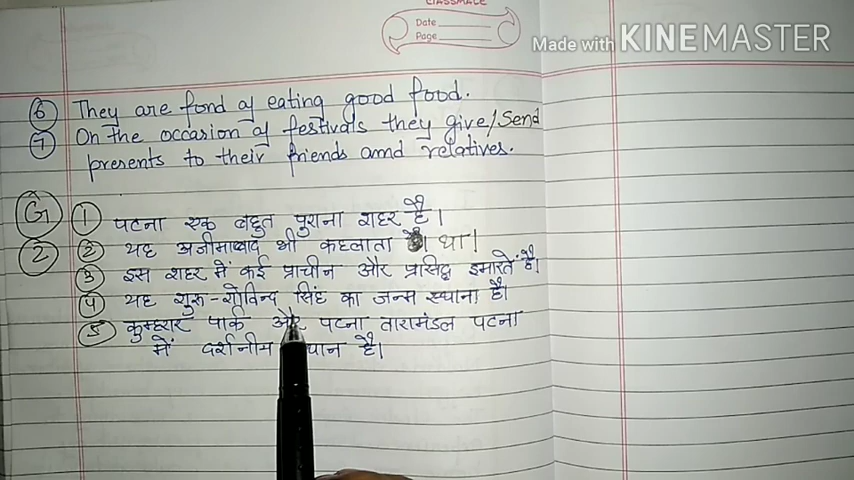 CLASSMATE
Date
Page
Made with KINEMASTER
6 They are fond of eating good food.
7 On the occasion of festivals they give/Send
presents to their friends and relatives.
G 1 पटना एक बहुत पुराना शहर है।
2 2 यह अजीमाबाद भी कहलाता था।
3 इस शहर में कई प्राचीन और प्रसिद्ध इमारतें है।
4 यह गुरु-गोविन्द सिंह का जन्म स्थान है।
5 कुम्हरार पार्क और पटना तारामंडल पटना
में दर्शनीय है।